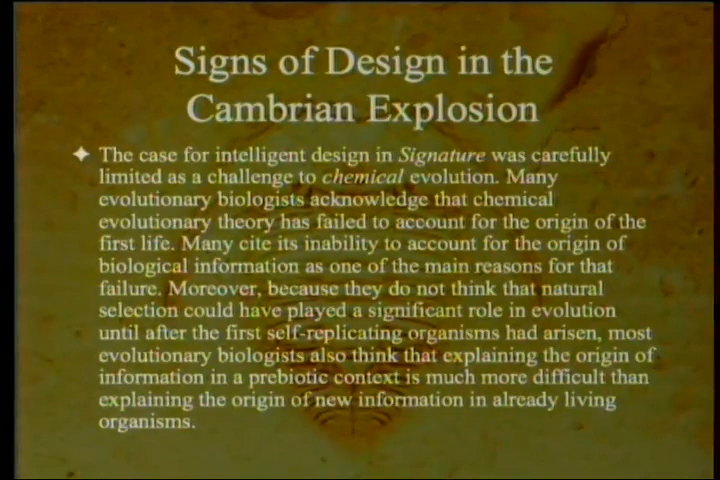 Signs of Design in the
Cambrian Explosion
✦ The case for intelligent design in Signature was carefully
limited as a challenge to chemical evolution. Many
evolutionary biologists acknowledge that chemical
evolutionary theory has failed to account for the origin of the
first life. Many cite its inability to account for the origin of
biological information as one of the main reasons for that
failure. Moreover, because they do not think that natural
selection could have played a significant role in evolution
until after the first self-replicating organisms had arisen, most
evolutionary biologists also think that explaining the origin of
information in a prebiotic context is much more difficult than
explaining the origin of new information in already living
organisms.